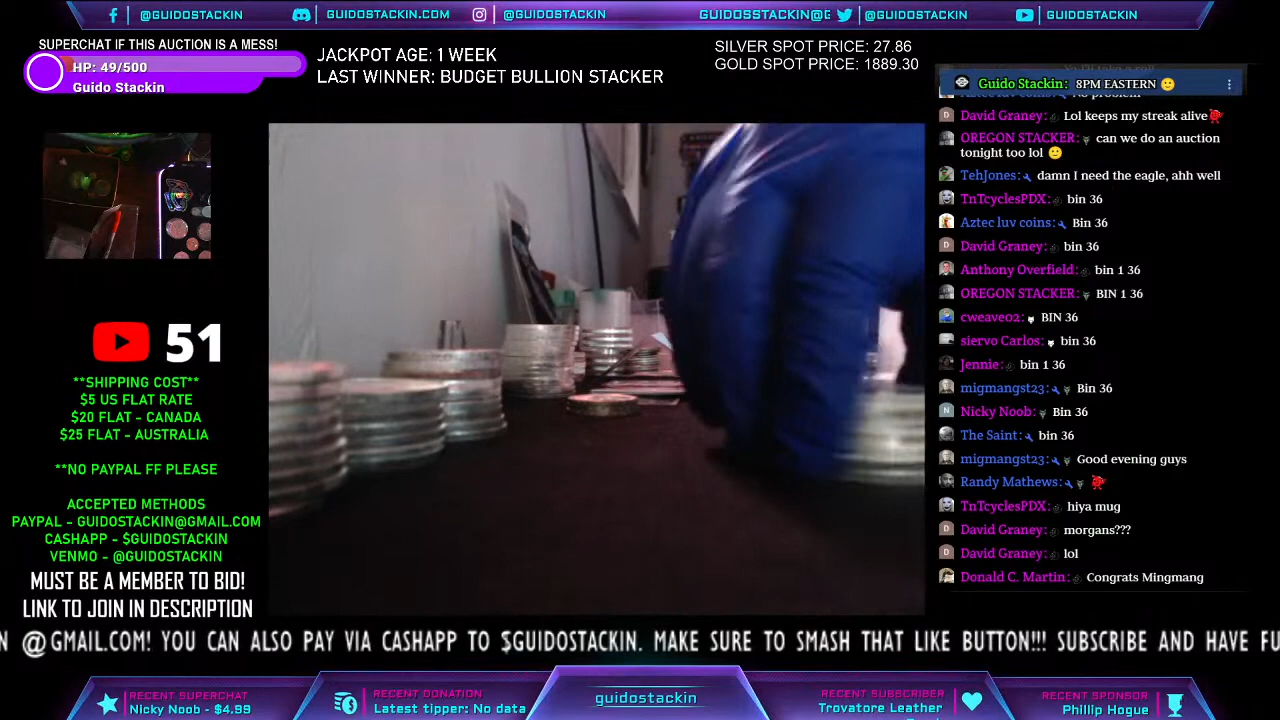 @GUIDOSTACKIN
GUIDOSTACKIN.COM
@GUIDOSTACKIN
GUIDOSSTACKIN@
@GUIDOSTACKIN
GUIDOSTACKIN
SUPERCHAT IF THIS AUCTION IS A MESS!
HP: 49/500
Guido Stackin
JACKPOT AGE: 1 WEEK
LAST WINNER: BUDGET BULLION STACKER
SILVER SPOT PRICE: 27.86
GOLD SPOT PRICE: 1889.30
Guido Stackin: 8PM EASTERN 🙂
Aztec luv coins: No problem
David Graney: Lol keeps my streak alive
OREGON STACKER: can we do an auction
tonight too lol 🙂
TehJones: damn I need the eagle, ahh well
TnTcyclesPDX: bin 36
Aztec luv coins: Bin 36
David Graney: bin 36
Anthony Overfield: bin 1 36
OREGON STACKER: BIN 1 36
cweave02: BIN 36
siervo Carlos: bin 36
Jennie: bin 1 36
migmangst23: Bin 36
Nicky Noob: Bin 36
The Saint: bin 36
migmangst23: Good evening guys
Randy Mathews:
TnTcyclesPDX: hiya mug
David Graney: morgans???
David Graney: lol
Donald C. Martin: Congrats Mingmang
51
**SHIPPING COST**
$5 US FLAT RATE
$20 FLAT - CANADA
$25 FLAT - AUSTRALIA
**NO PAYPAL FF PLEASE
ACCEPTED METHODS
PAYPAL - GUIDOSTACKIN@GMAIL.COM
CASHAPP - $GUIDOSTACKIN
VENMO - @GUIDOSTACKIN
MUST BE A MEMBER TO BID!
LINK TO JOIN IN DESCRIPTION
N @GMAIL.COM! YOU CAN ALSO PAY VIA CASHAPP TO $GUIDOSTACKIN. MAKE SURE TO SMASH THAT LIKE BUTTON!!! SUBSCRIBE AND HAVE FU
RECENT SUPERCHAT
Nicky Noob - $4.99
RECENT DONATION
Latest tipper: No data
guidostackin
RECENT SUBSCRIBER
Trovatore Leather
RECENT SPONSOR
Phillip Hogue